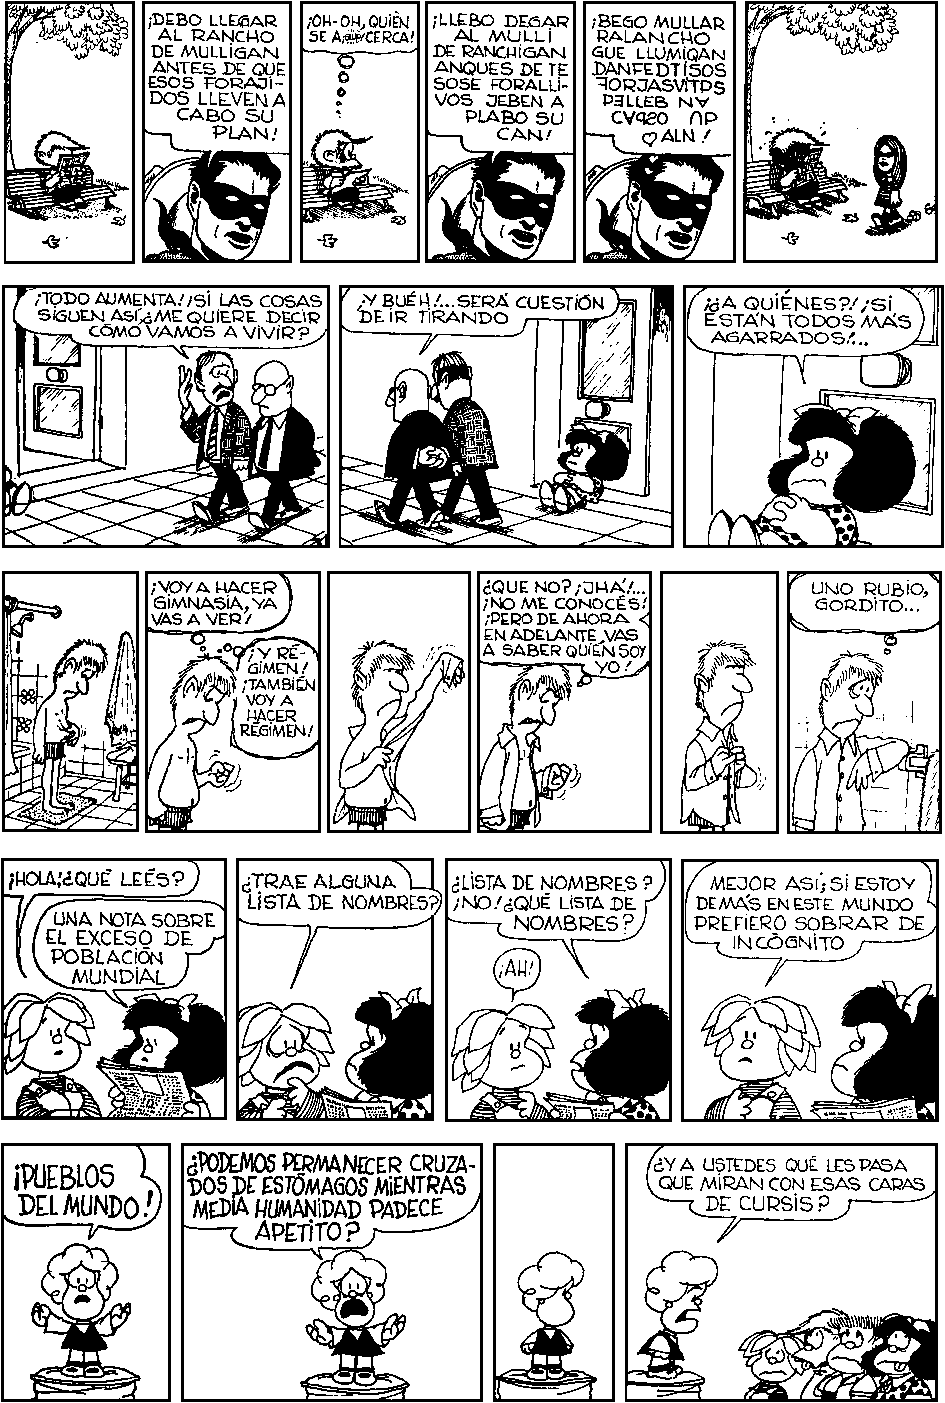 ¡DEBO LLEGAR
AL RANCHO
DE MULLIGAN
ANTES DE QUE
ESOS FORAJI-
DOS LLEVEN A
CABO SU
PLAN!
¡OH-OH, QUIÉN
SE A CERCA!
¡LLEBO DEGAR
AL MULLI
DE RANCHIGAN
ANQUES DE TE
SOSE FORALLI-
VOS JEBEN A
PLABO SU
CAN!
¡BEGO MULLAR
RALANCHO
GUE LLUMIQAN
¡TODO AUMENTA! ¡SI LAS COSAS
SIGUEN ASÍ, ¿ME QUIERE DECIR
CÓMO VAMOS A VIVIR?
¡Y BUÉH!... SERÁ CUESTIÓN
DE IR TIRANDO
¿¡A QUIÉNES?! ¡SI
ESTÁN TODOS MÁS
AGARRADOS!...
¡VOY A HACER
GIMNASIA, YA
VAS A VER!
¡Y RÉ-
GIMEN!
¡TAMBIÉN
VOY A
HACER
RÉGIMEN!
¿QUE NO? ¡JHÁ!...
¡NO ME CONOCÉS!
¡PERO DE AHORA
EN ADELANTE, VAS
A SABER QUIÉN SOY
YO!
UNO RUBIO,
GORDITO...
¡HOLA! ¿QUÉ LEÉS?
UNA NOTA SOBRE
EL EXCESO DE
POBLACIÓN
MUNDIAL
¿TRAE ALGUNA
LISTA DE NOMBRES?
¿LISTA DE NOMBRES?
¡NO! ¿QUÉ LISTA DE
NOMBRES?
¡AH!
MEJOR ASÍ; SI ESTOY
DE MÁS EN ESTE MUNDO
PREFIERO SOBRAR DE
INCÓGNITO
¡PUEBLOS
DEL MUNDO!
¿PODEMOS PERMANECER CRUZA-
DOS DE ESTÓMAGOS MIENTRAS
MEDIA HUMANIDAD PADECE
APETITO?
¿Y A USTEDES QUÉ LES PASA
QUE MIRAN CON ESAS CARAS
DE CURSIS?